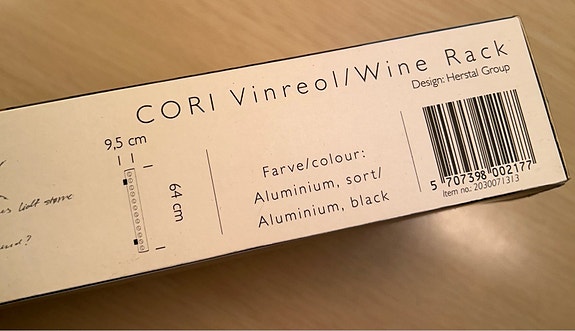 CORI Vinreol/Wine Rack
Design: Herstal Group
9,5 cm
64 cm
Farve/colour:
Aluminium, sort/
Aluminium, black
5 707398 002177
Item no.: 2030071313